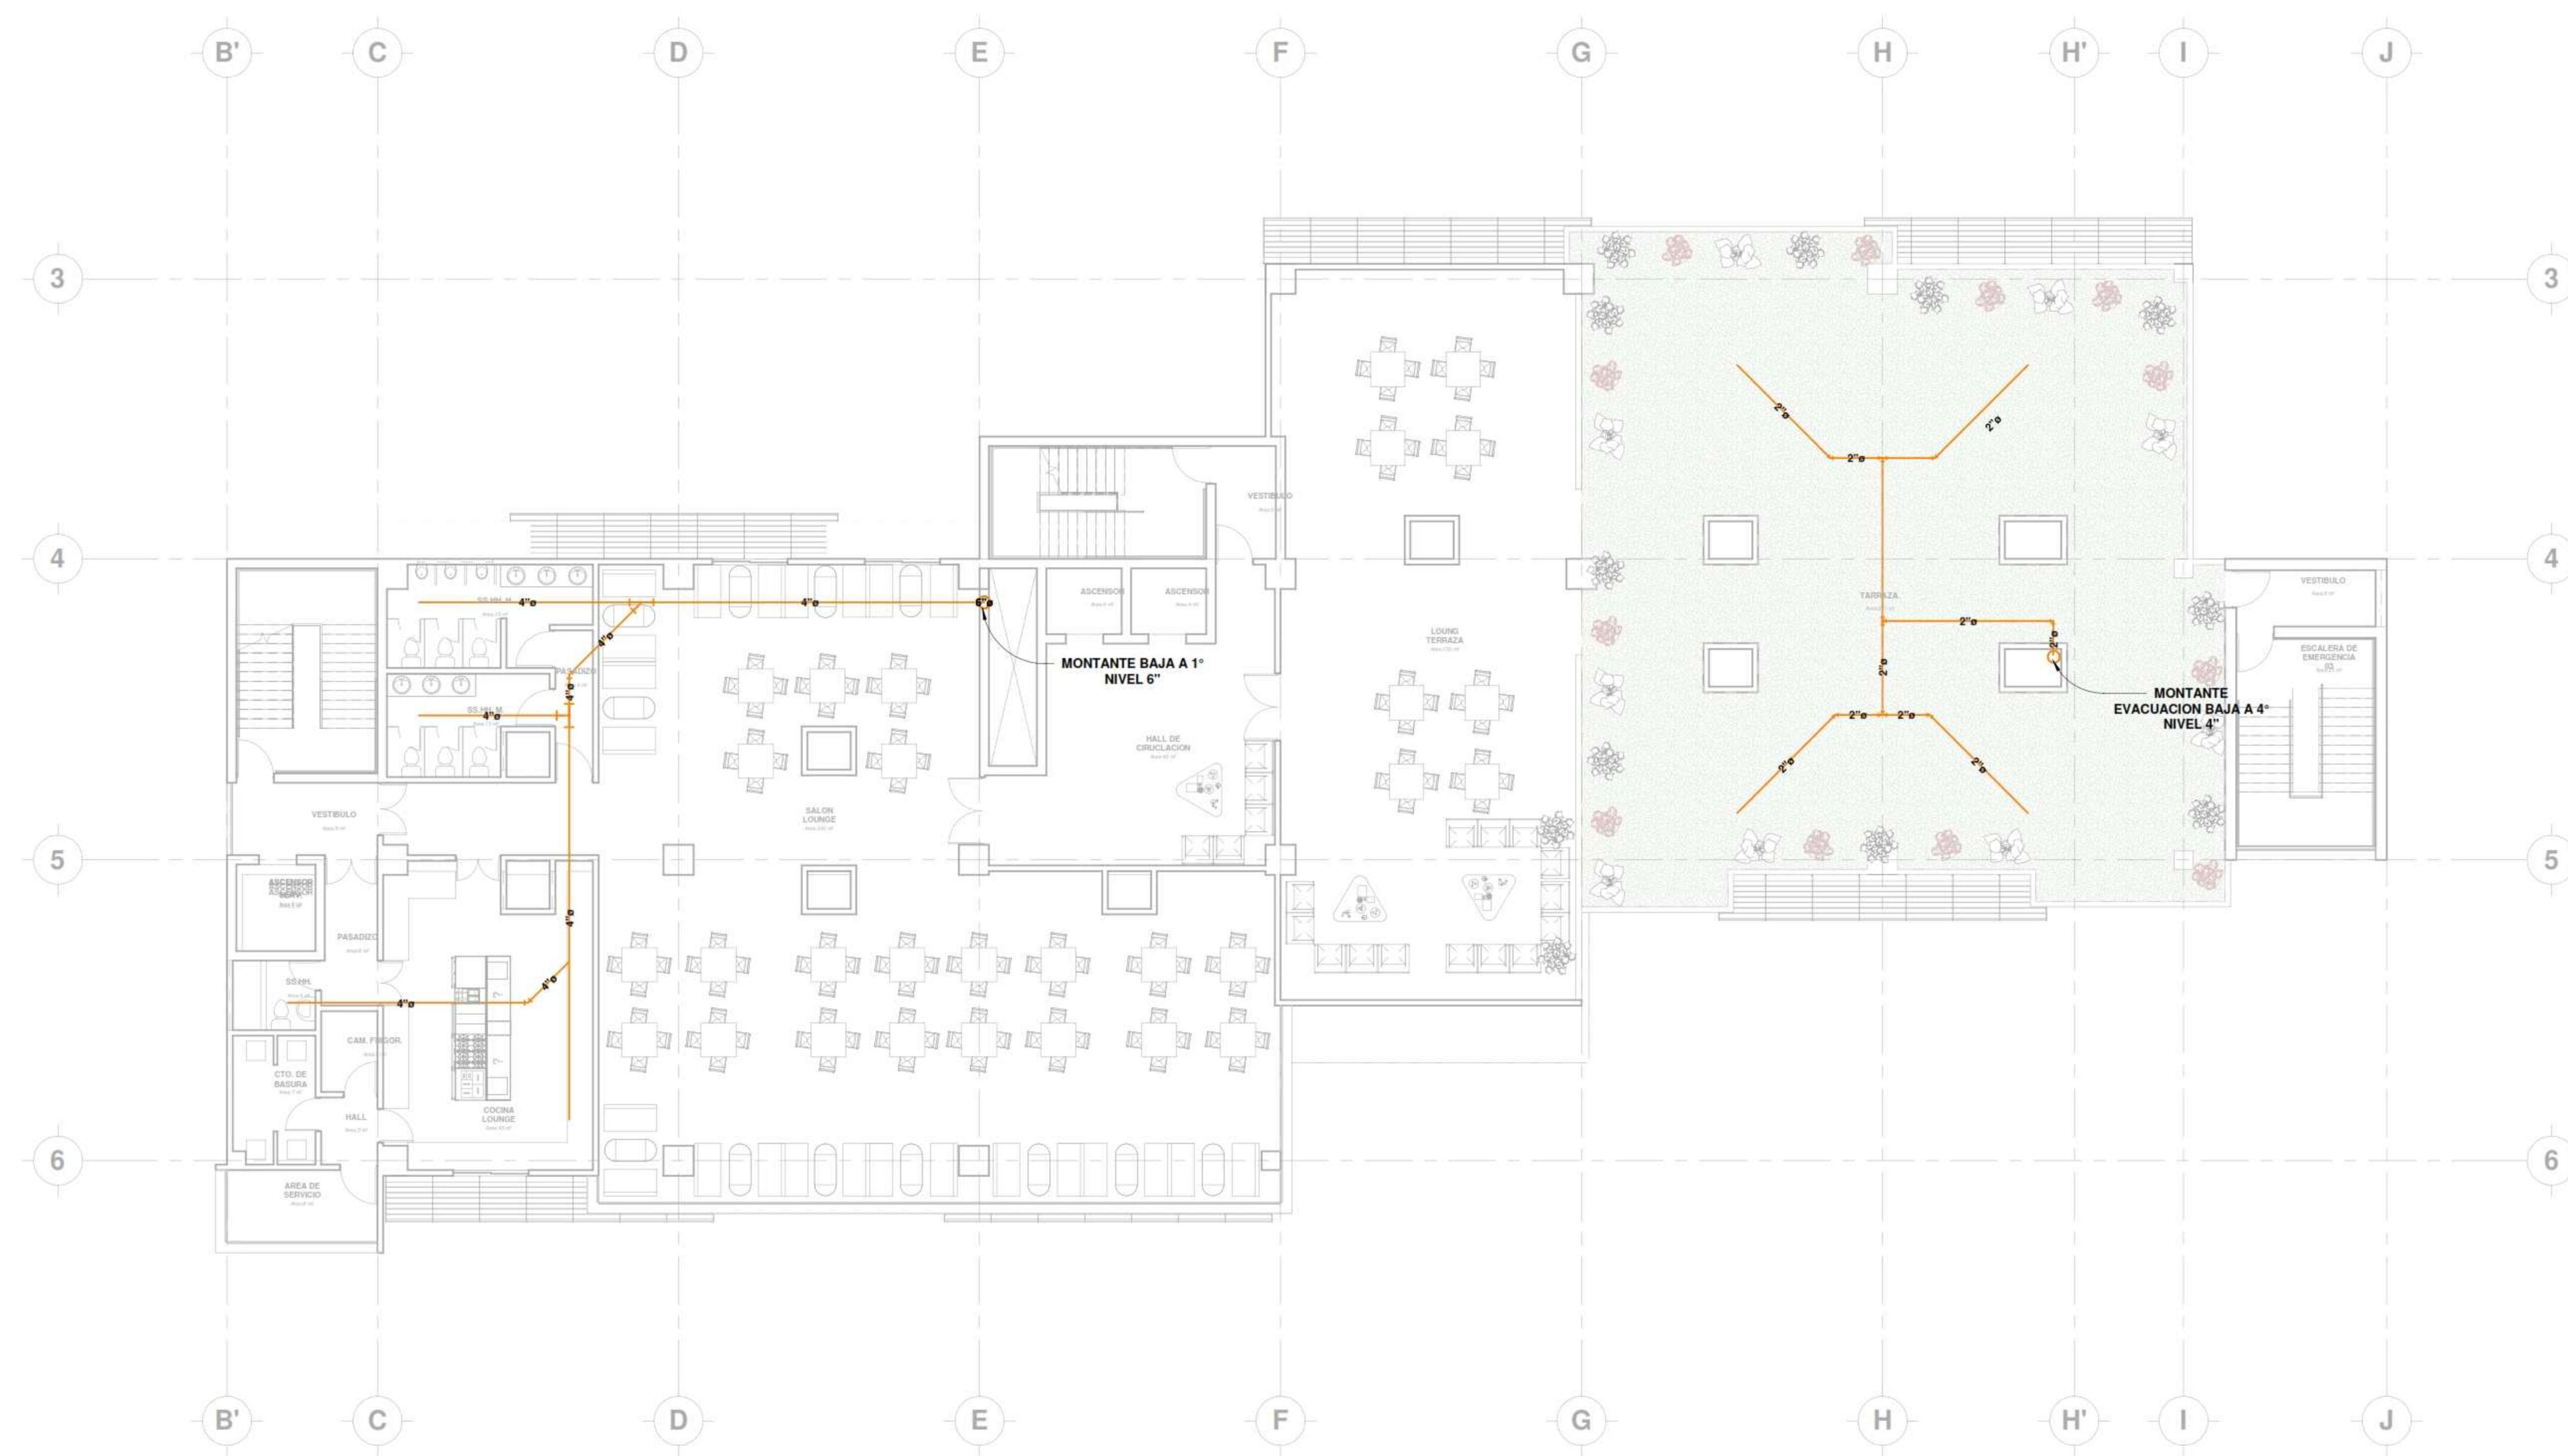 B' C D E F G H H' I J
3 3
2"ø 2"ø
2"ø
VESTIBULO
4 4
VESTIBULO
ASCENSOR ASCENSOR
TARRAZA
SS.HH. H
4"ø 4"ø 6"ø
2"ø
LOUNG
TERRAZA
4"ø
2"ø
ESCALERA DE
EMERGENCIA
MONTANTE BAJA A 1°
NIVEL 6"
PASADIZO
2"ø
4"ø
MONTANTE
EVACUACION BAJA A 4°
NIVEL 4"
SS.HH. M
4"ø
2"ø 2"ø
HALL DE
CIRUCLACION
2"ø 2"ø
VESTIBULO
SALON
LOUNGE
5 5
ASCENSOR
SERV.
4"ø
PASADIZO
SS.HH.
4"ø
4"ø
CAM. FRIGOR.
CTO. DE
BASURA
HALL
COCINA
LOUNGE
6 6
AREA DE
SERVICIO
B' C D E F G H H' I J